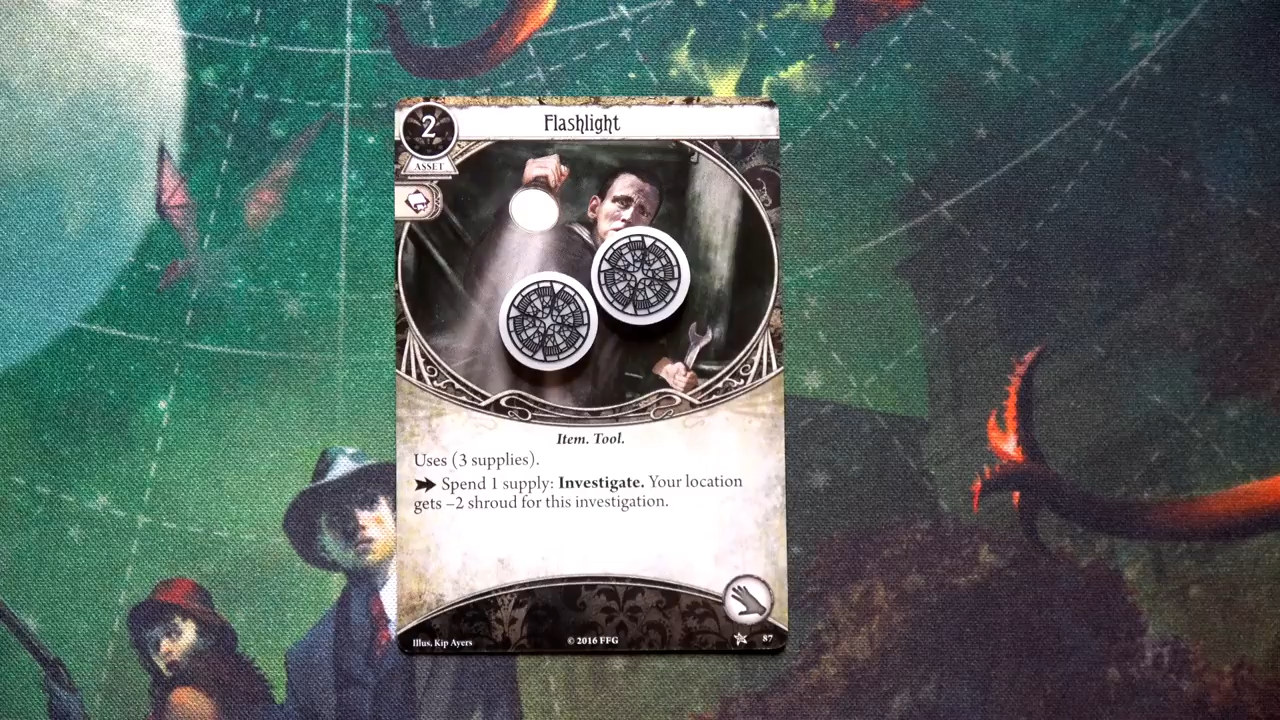 2
Flashlight
ASSET
Item. Tool.
Uses (3 supplies).
Spend 1 supply: Investigate. Your location
gets –2 shroud for this investigation.
Illus. Kip Ayers
© 2016 FFG
87